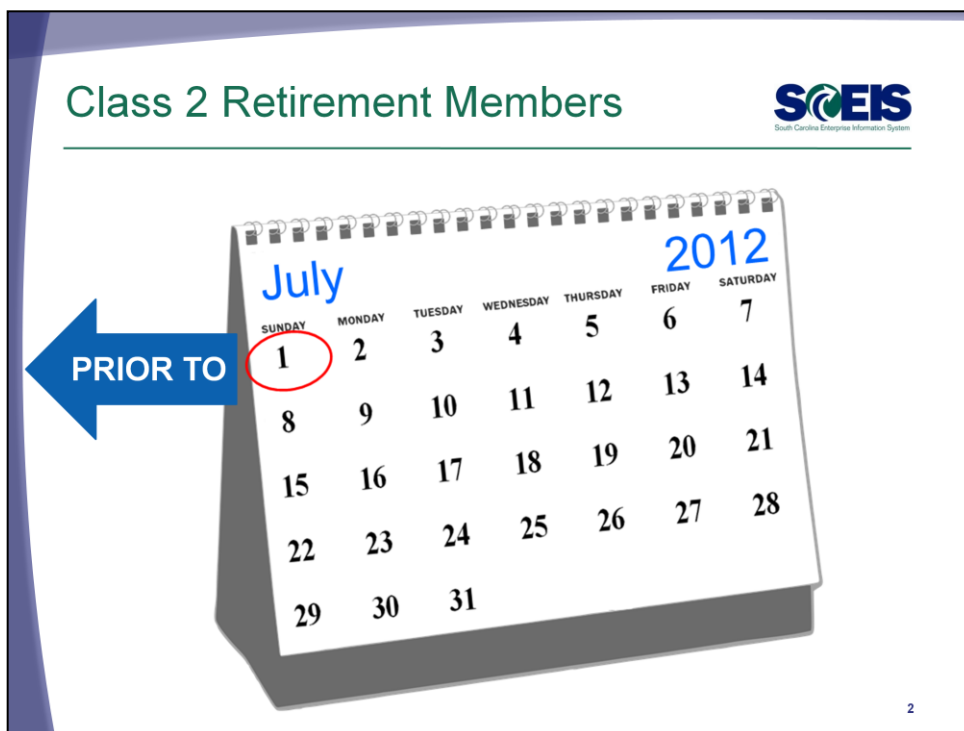 Class 2 Retirement Members
SCEIS
South Carolina Enterprise Information System
July 2012
SUNDAY MONDAY TUESDAY WEDNESDAY THURSDAY FRIDAY SATURDAY
1 2 3 4 5 6 7
PRIOR TO
8 9 10 11 12 13 14
15 16 17 18 19 20 21
22 23 24 25 26 27 28
29 30 31
2